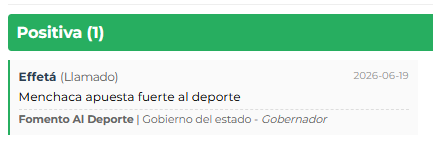 Positiva (1)
Effetá (Llamado) 2026-06-19
Menchaca apuesta fuerte al deporte
Fomento Al Deporte | Gobierno del estado - Gobernador